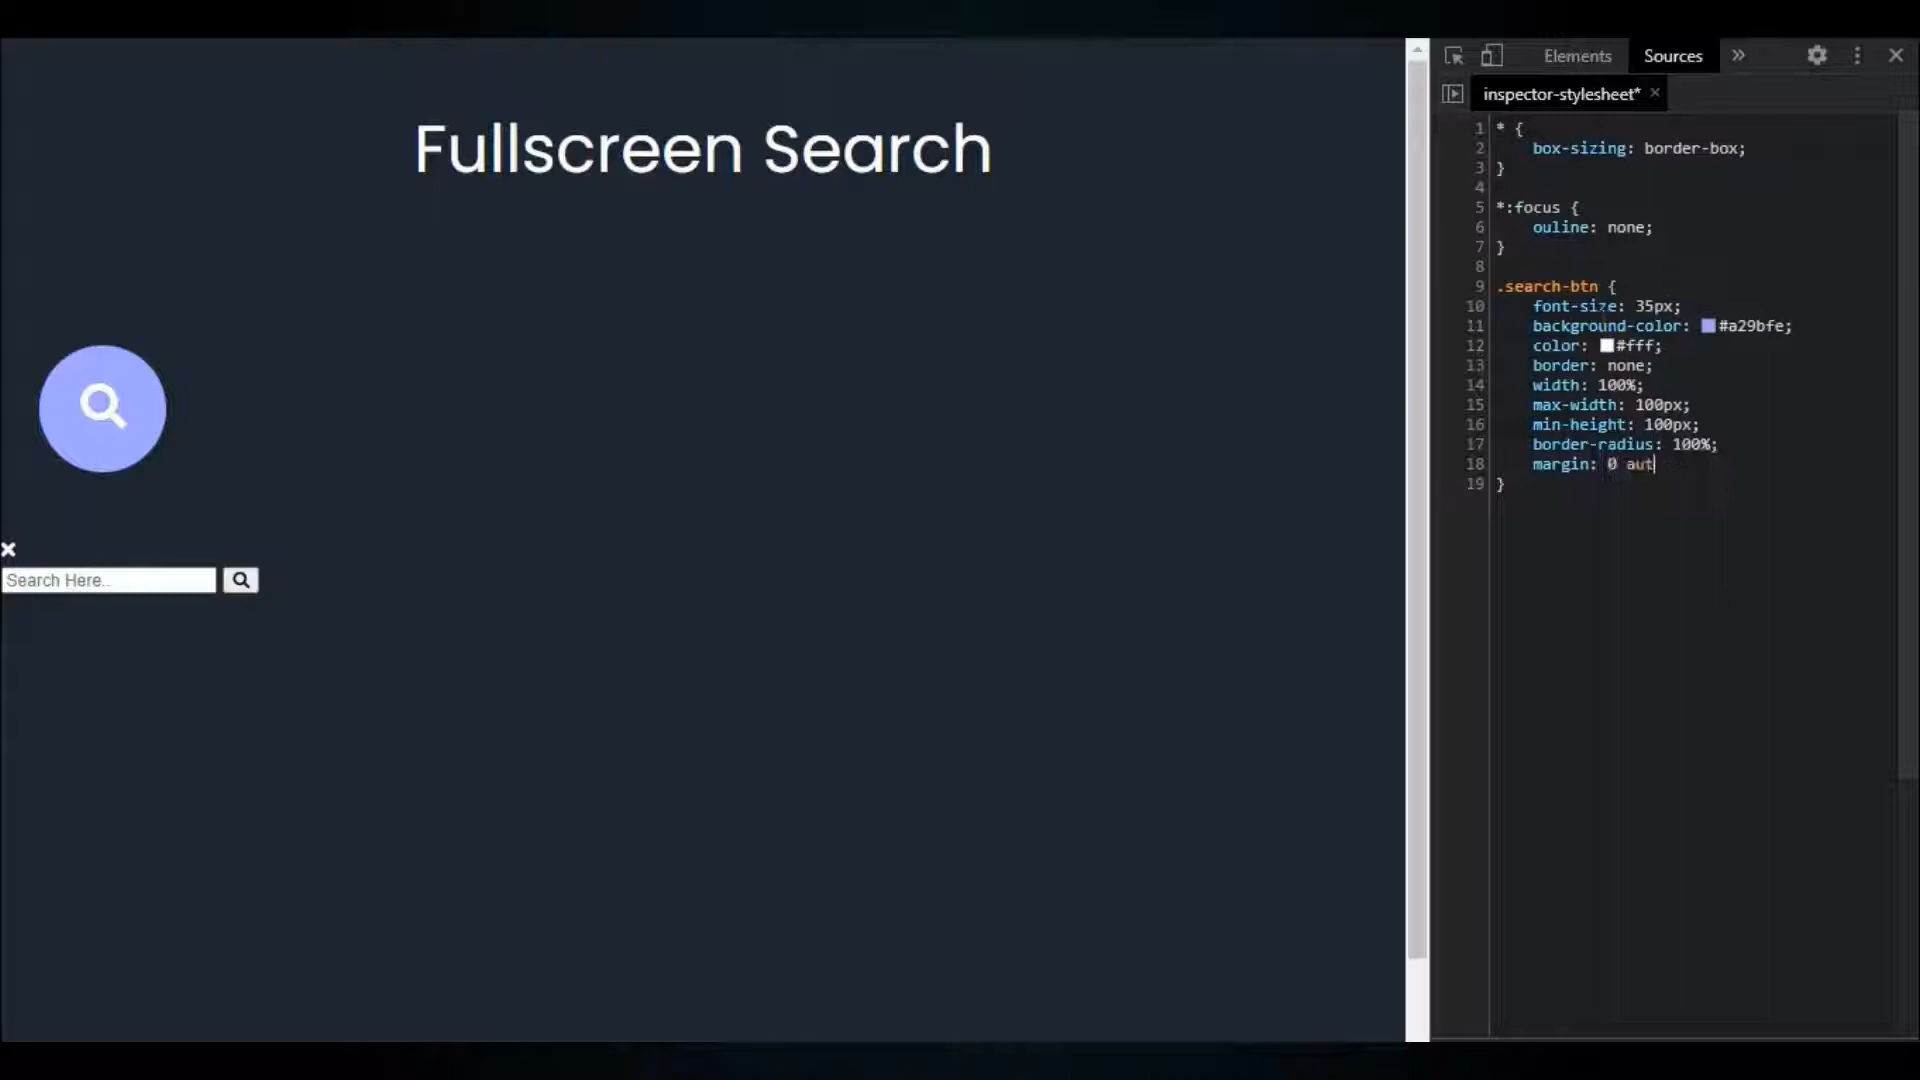 Elements
Sources
inspector-stylesheet*
Fullscreen Search
Search Here..
1 * {
2 box-sizing: border-box;
3 }
4
5 *:focus {
6 ouline: none;
7 }
8
9 .search-btn {
10 font-size: 35px;
11 background-color: #a29bfe;
12 color: #fff;
13 border: none;
14 width: 100%;
15 max-width: 100px;
16 min-height: 100px;
17 border-radius: 100%;
18 margin: 0 aut
19 }